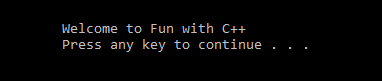 Welcome to Fun with C++
Press any key to continue . . .